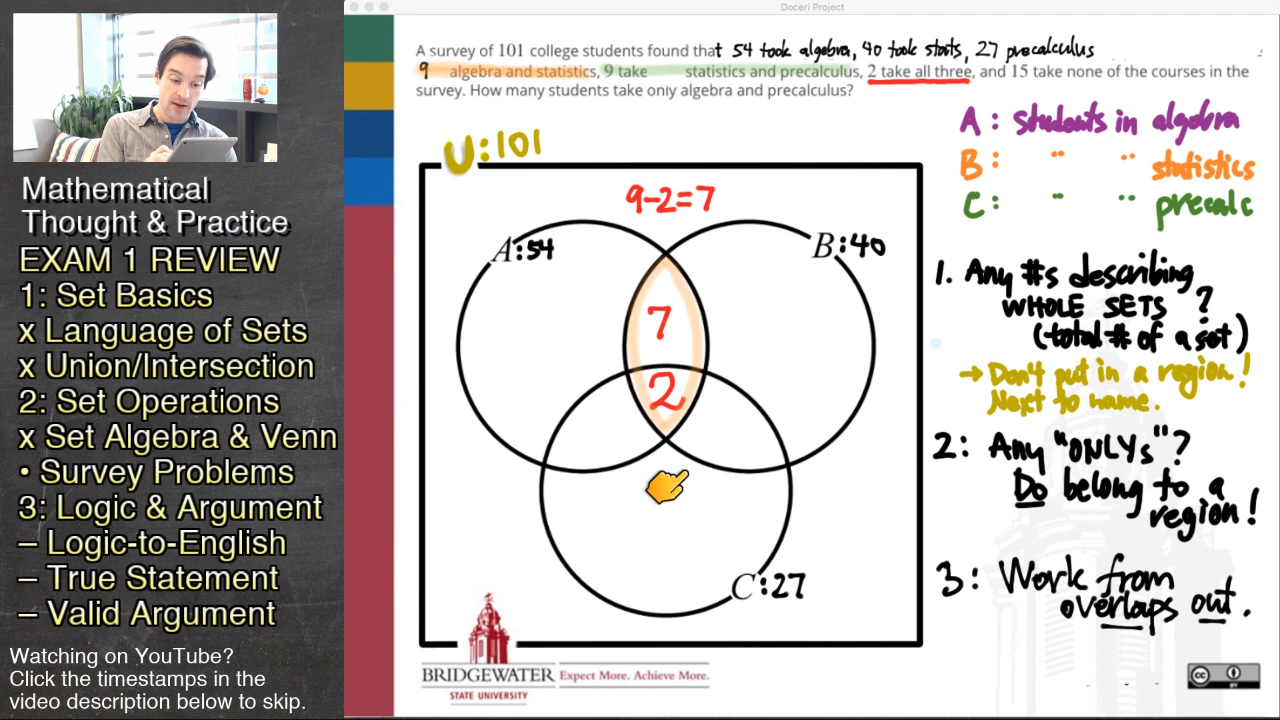 Doceri Project
A survey of 101 college students found that 54 took algebra, 40 took stats, 27 precalculus
9 algebra and statistics, 9 take statistics and precalculus, 2 take all three, and 15 take none of the courses in the
survey. How many students take only algebra and precalculus?
U:101
9-2=7
A:54
B:40
7
2
C:27
A: students in algebra
B: " " statistics
C: " " precalc
1. Any #s describing
WHOLE SETS ?
(total # of a set)
→ Don't put in a region!
Next to name.
2: Any "ONLYs"?
Do belong to a
region!
3: Work from
overlaps out.
Mathematical
Thought & Practice
EXAM 1 REVIEW
1: Set Basics
x Language of Sets
x Union/Intersection
2: Set Operations
x Set Algebra & Venn
• Survey Problems
3: Logic & Argument
– Logic-to-English
– True Statement
– Valid Argument
Watching on YouTube?
Click the timestamps in the
video description below to skip.
BRIDGEWATER
STATE UNIVERSITY
Expect More. Achieve More.
cc
BY